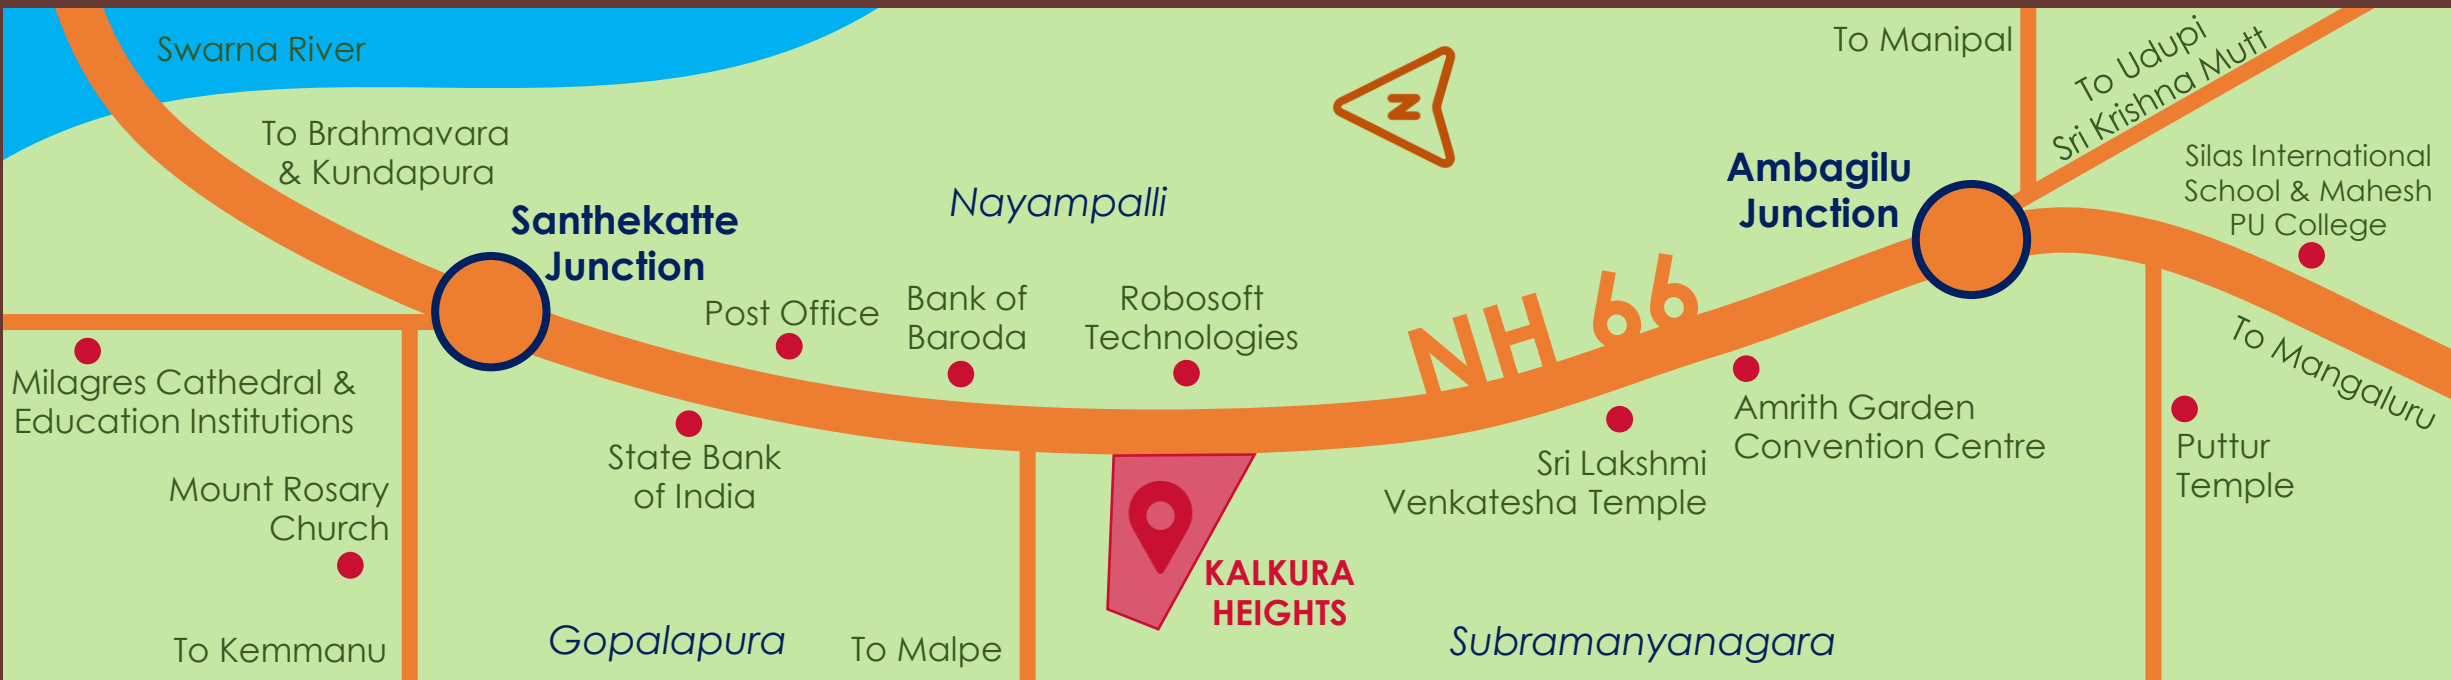 Swarna River
To Brahmavara
& Kundapura
Santhekatte
Junction
Nayampalli
N
To Manipal
To Udupi
Sri Krishna Mutt
Ambagilu
Junction
Silas International
School & Mahesh
PU College
Post Office
Bank of
Baroda
Robosoft
Technologies
NH 66
To Mangaluru
Milagres Cathedral &
Education Institutions
State Bank
of India
Mount Rosary
Church
Sri Lakshmi
Venkatesha Temple
Amrith Garden
Convention Centre
Puttur
Temple
KALKURA
HEIGHTS
To Kemmanu
Gopalapura
To Malpe
Subramanyanagara